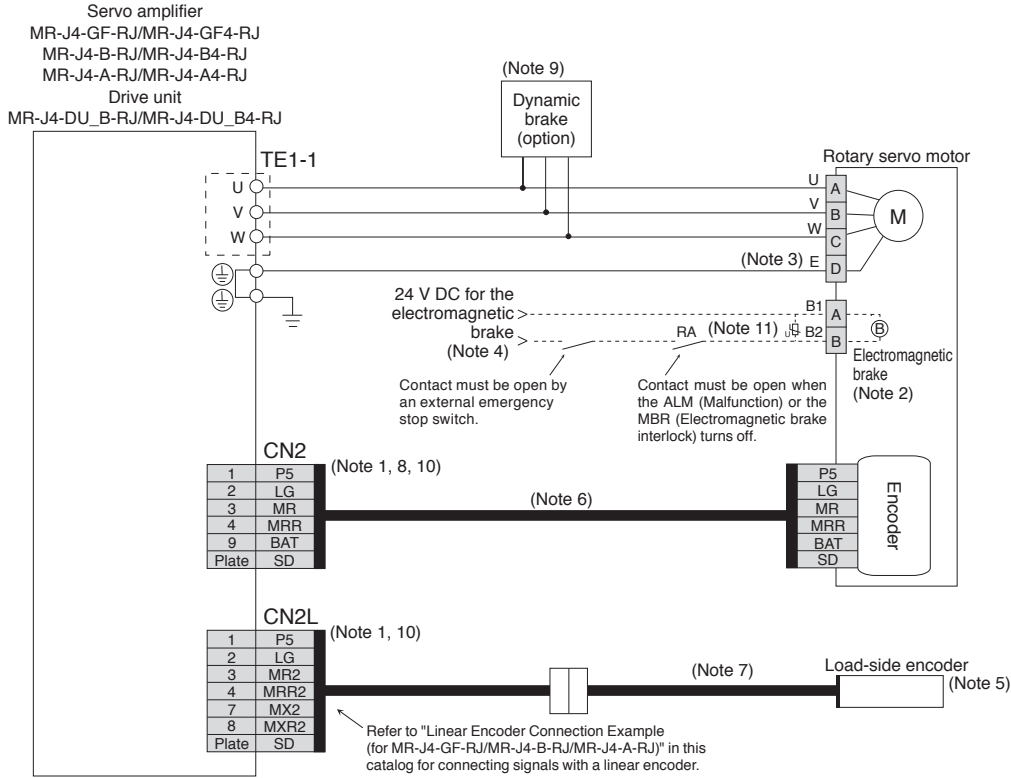 Servo amplifier
MR-J4-GF-RJ/MR-J4-GF4-RJ
MR-J4-B-RJ/MR-J4-B4-RJ
MR-J4-A-RJ/MR-J4-A4-RJ
Drive unit
MR-J4-DU_B-RJ/MR-J4-DU_B4-RJ
(Note 9)
Dynamic
brake
(option)
TE1-1
Rotary servo motor
U
V
W
U A
V B
W C
(Note 3) E D
M
24 V DC for the
electromagnetic
brake
(Note 4)
RA (Note 11)
U
B1 A
B2 B
B
Electromagnetic
brake
(Note 2)
Contact must be open by
an external emergency
stop switch.
Contact must be open when
the ALM (Malfunction) or the
MBR (Electromagnetic brake
interlock) turns off.
CN2
(Note 1, 8, 10)
1 P5
2 LG
3 MR
4 MRR
9 BAT
Plate SD
(Note 6)
P5
LG
MR
MRR
BAT
SD
Encoder
CN2L
(Note 1, 10)
1 P5
2 LG
3 MR2
4 MRR2
7 MX2
8 MXR2
Plate SD
(Note 7)
Load-side encoder
(Note 5)
Refer to "Linear Encoder Connection Example
(for MR-J4-GF-RJ/MR-J4-B-RJ/MR-J4-A-RJ)" in this
catalog for connecting signals with a linear encoder.